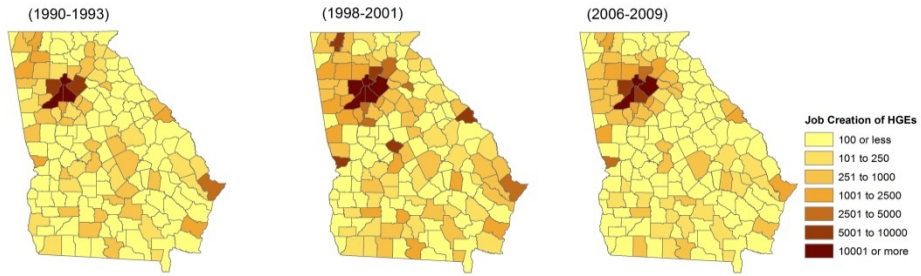 (1990-1993)
(1998-2001)
(2006-2009)
Job Creation of HGEs
100 or less
101 to 250
251 to 1000
1001 to 2500
2501 to 5000
5001 to 10000
10001 or more